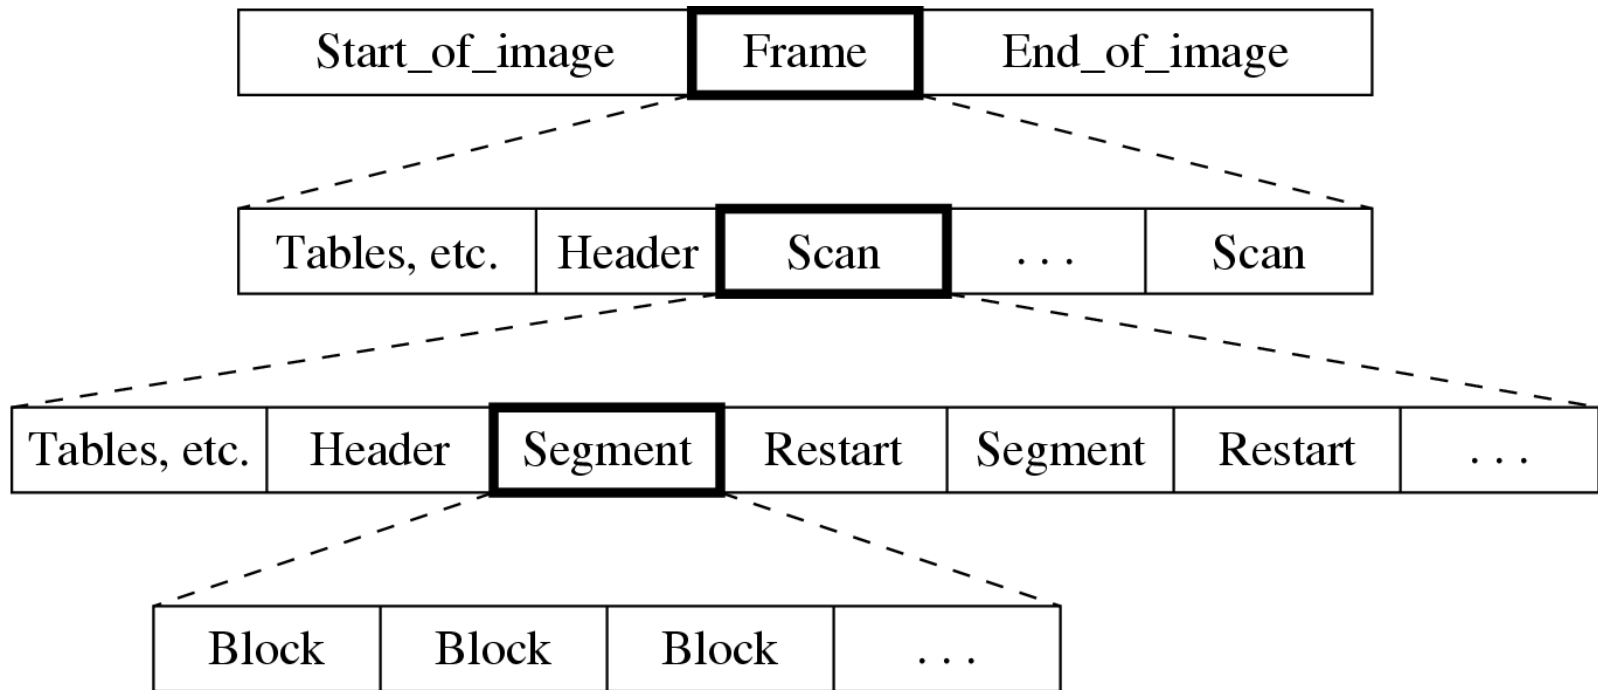 Start_of_image Frame End_of_image
Tables, etc. Header Scan . . . Scan
Tables, etc. Header Segment Restart Segment Restart . . .
Block Block Block . . .